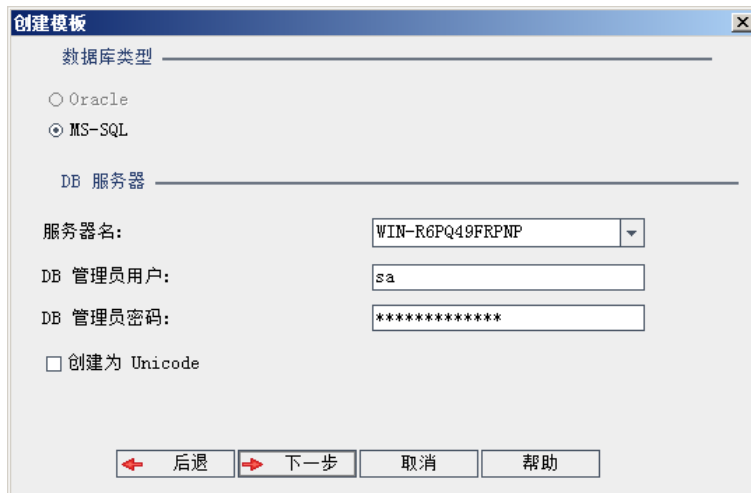 创建模板
数据库类型
Oracle
MS-SQL
DB 服务器
服务器名: WIN-R6PQ49FRPNP
DB 管理员用户: sa
DB 管理员密码: *************
创建为 Unicode
后退 下一步 取消 帮助